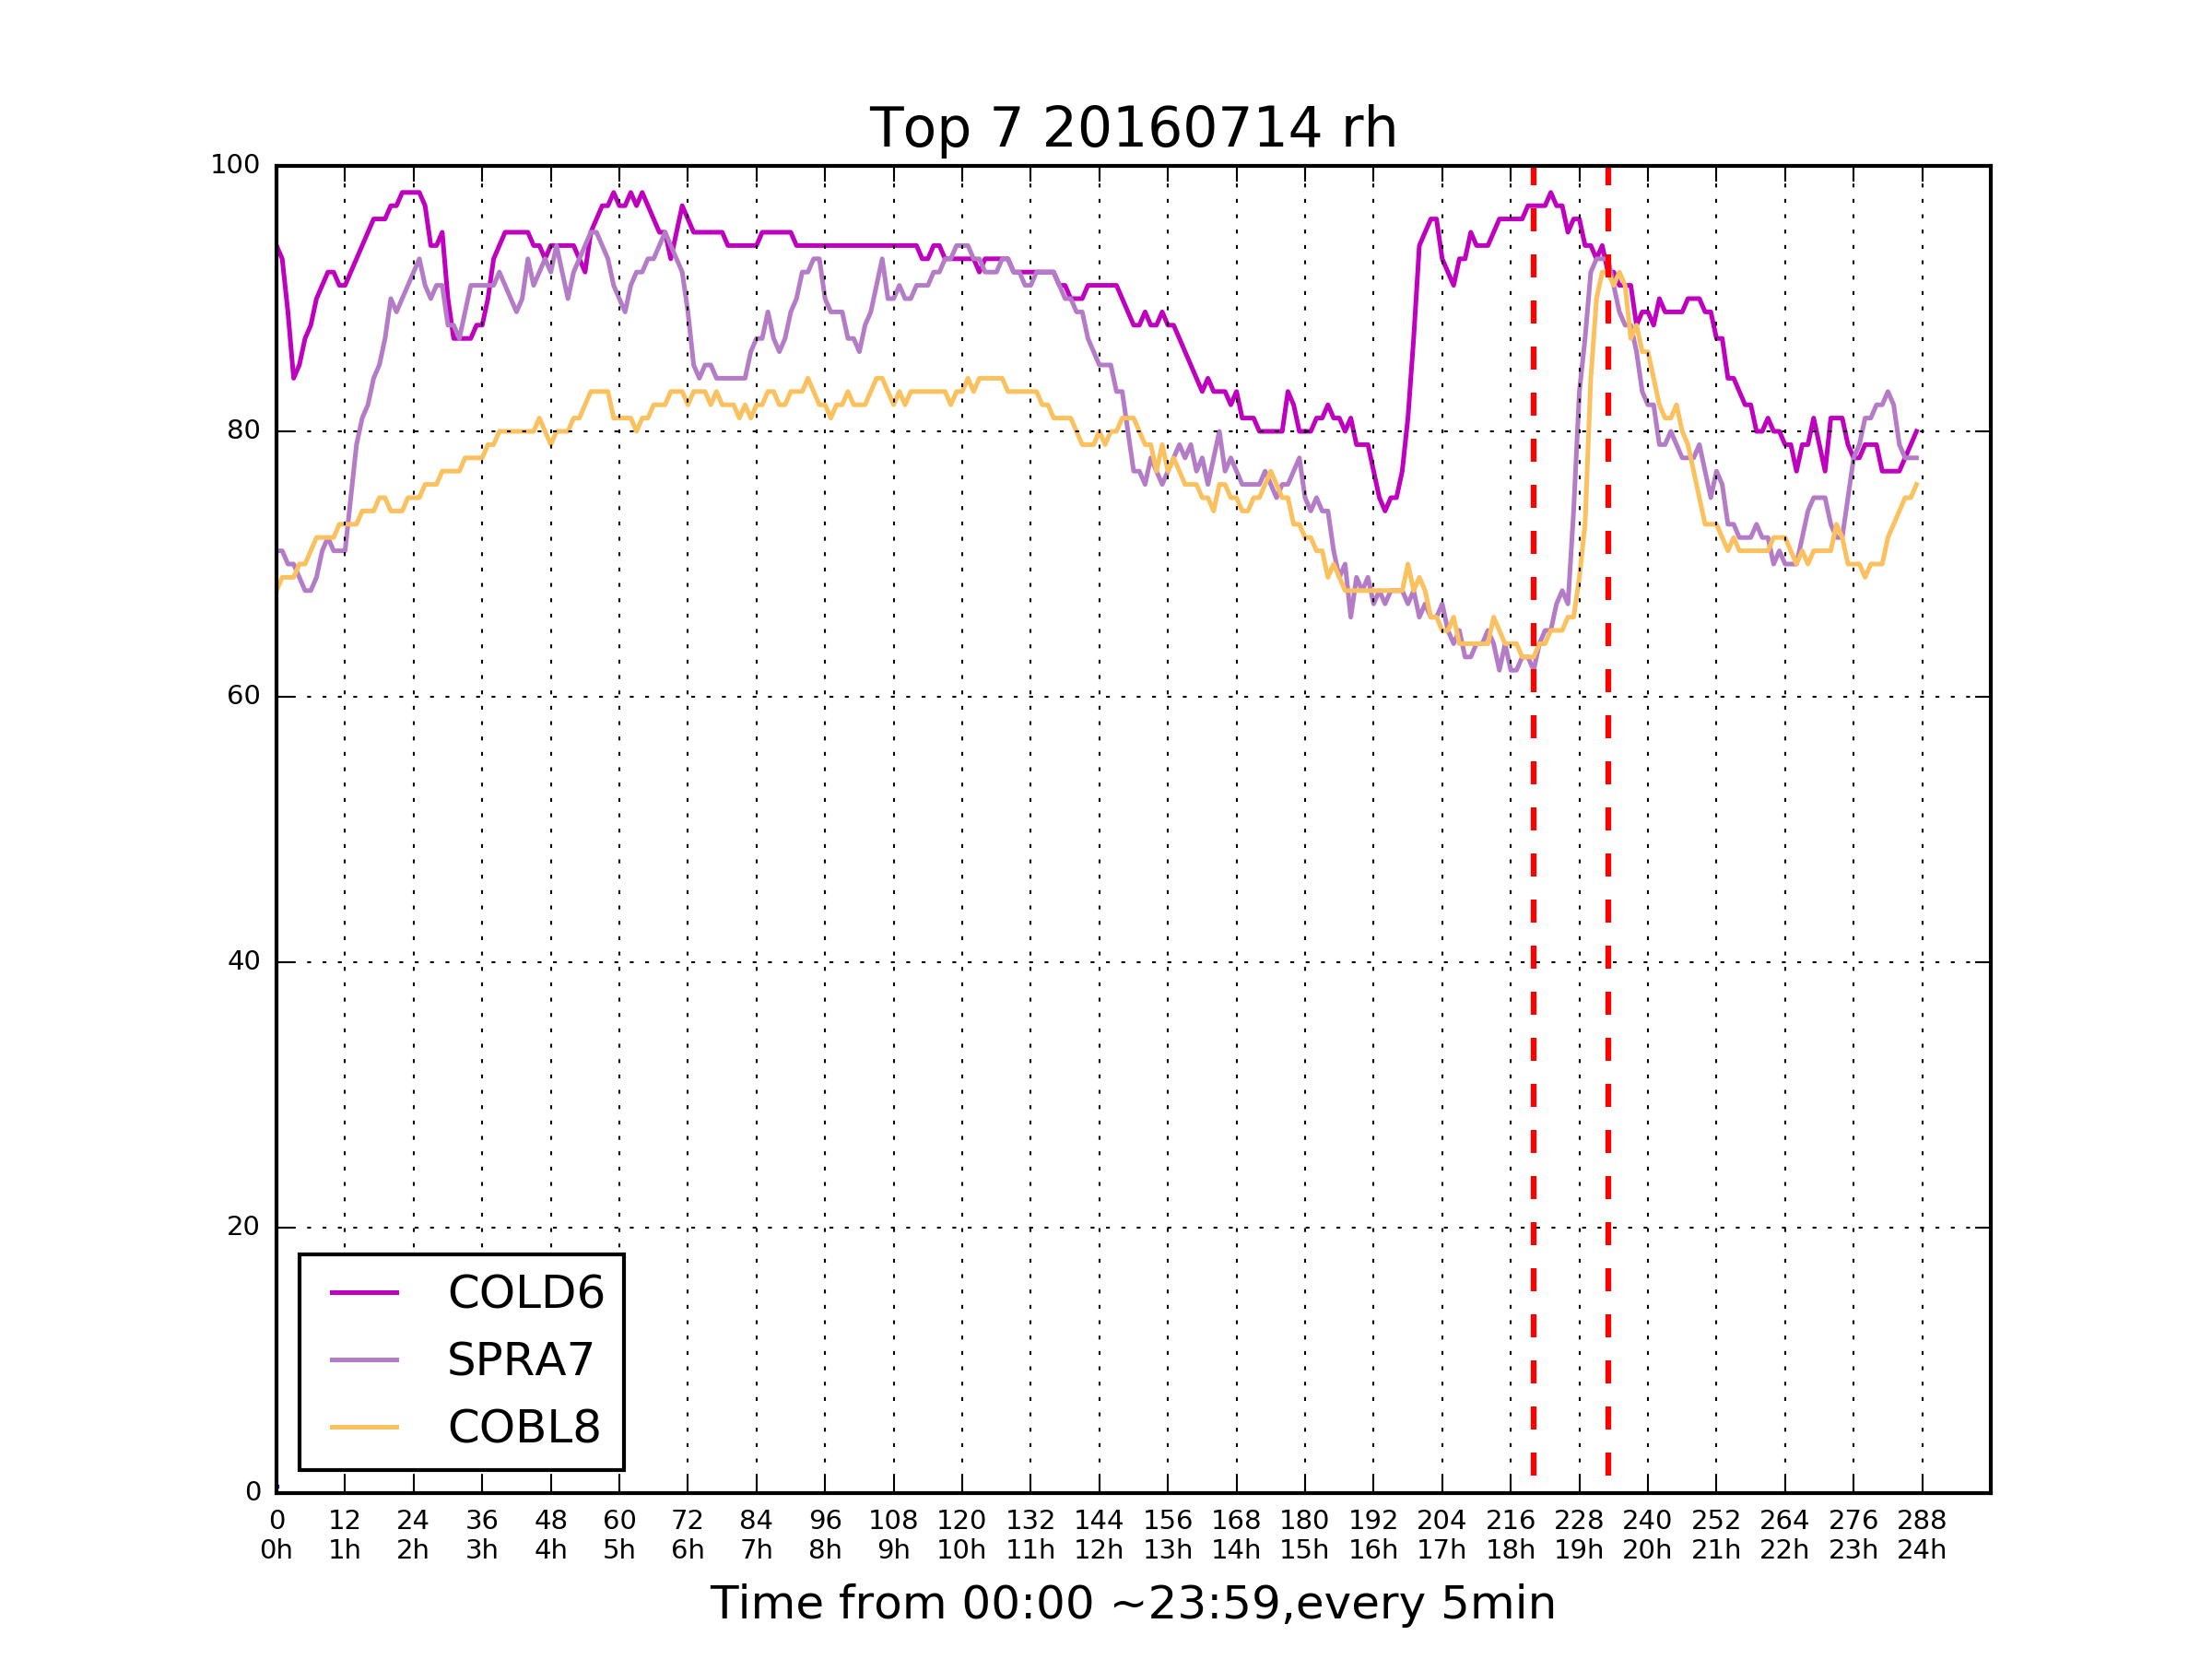 Top 7 20160714 rh
100
80
60
40
20
0
COLD6
SPRA7
COBL8
0 12 24 36 48 60 72 84 96 108 120 132 144 156 168 180 192 204 216 228 240 252 264 276 288
0h 1h 2h 3h 4h 5h 6h 7h 8h 9h 10h 11h 12h 13h 14h 15h 16h 17h 18h 19h 20h 21h 22h 23h 24h
Time from 00:00 ~23:59,every 5min